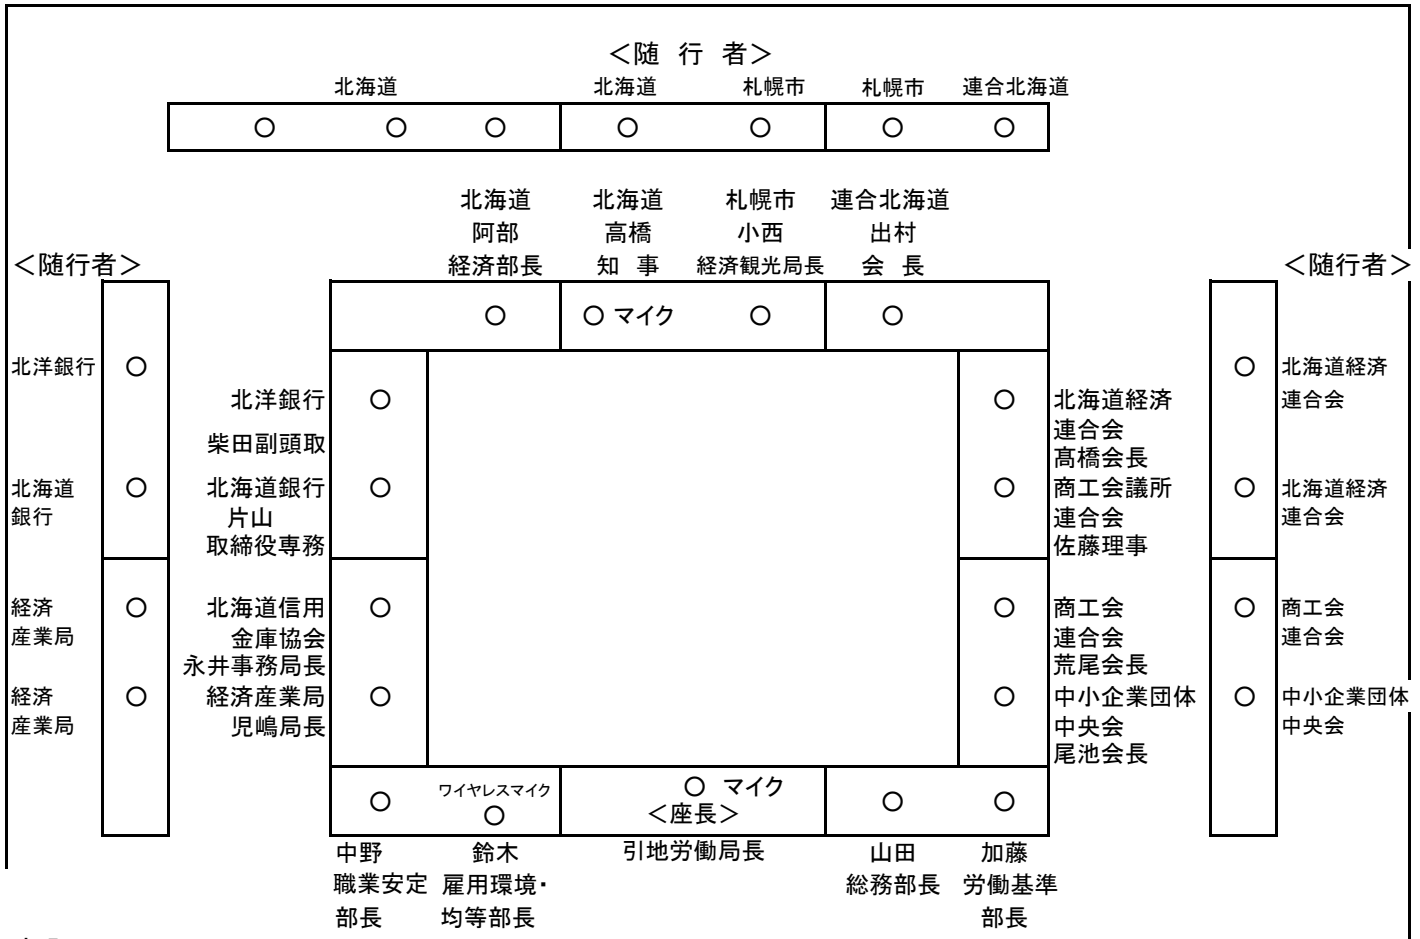 ＜随　行　者＞
北海道
北海道
札幌市
札幌市
連合北海道
○ ○ ○ ○ ○ ○ ○
北海道
阿部
経済部長
北海道
高橋
知　事
札幌市
小西
経済観光局長
連合北海道
出村
会　長
○ ○ マイク ○ ○
＜随行者＞
北洋銀行 ○
北海道 ○
銀行
経済 ○
産業局
経済 ○
産業局
北洋銀行 ○
柴田副頭取
北海道銀行 ○
片山
取締役専務
北海道信用 ○
金庫協会
永井事務局長
経済産業局 ○
児嶋局長
○ 北海道経済
連合会
髙橋会長
○ 商工会議所
連合会
佐藤理事
○ 商工会
連合会
荒尾会長
○ 中小企業団体
中央会
尾池会長
＜随行者＞
○ 北海道経済
連合会
○ 北海道経済
連合会
○ 商工会
連合会
○ 中小企業団体
中央会
○
ワイヤレスマイク
○
○ マイク
＜座長＞
○ ○
中野
職業安定
部長
鈴木
雇用環境・
均等部長
引地労働局長
山田
総務部長
加藤
労働基準
部長